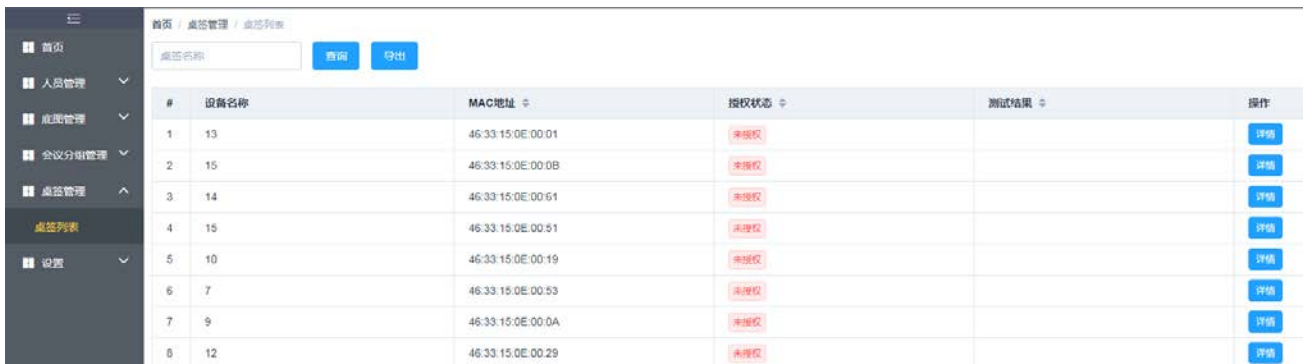 首页 / 桌签管理 / 桌签列表
首页
人员管理
底图管理
会议分组管理
桌签管理
桌签列表
设置
桌签名称 查询 导出
# 设备名称 MAC地址 授权状态 测试结果 操作
1 13 46:33:15:0E:00:01 未授权 详情
2 15 46:33:15:0E:00:0B 未授权 详情
3 14 46:33:15:0E:00:61 未授权 详情
4 15 46:33:15:0E:00:51 未授权 详情
5 10 46:33:15:0E:00:19 未授权 详情
6 7 46:33:15:0E:00:53 未授权 详情
7 9 46:33:15:0E:00:0A 未授权 详情
8 12 46:33:15:0E:00:29 未授权 详情